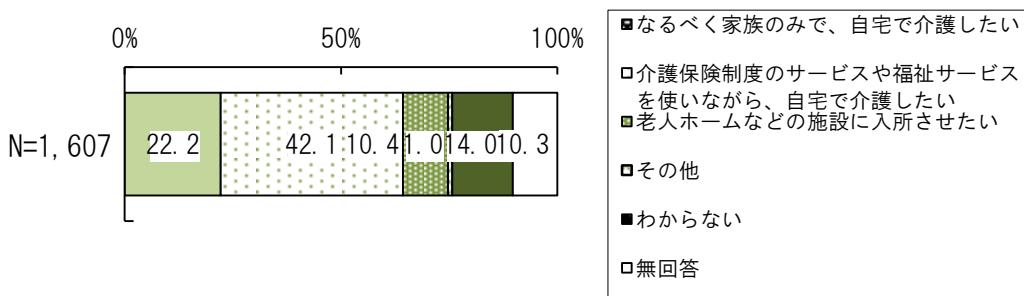 0%
50%
100%
N=1,607
22.2
42.1
10.4
1.0
14.0
10.3
なるべく家族のみで、自宅で介護したい
介護保険制度のサービスや福祉サービス
を使いながら、自宅で介護したい
老人ホームなどの施設に入所させたい
その他
わからない
無回答